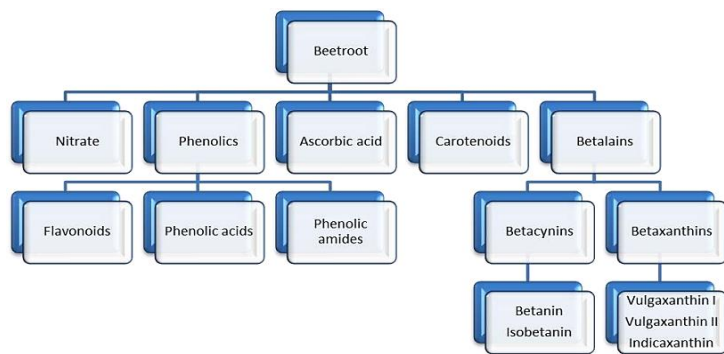 Beetroot
Nitrate
Phenolics
Ascorbic acid
Carotenoids
Betalains
Flavonoids
Phenolic acids
Phenolic
amides
Betacynins
Betaxanthins
Betanin
Isobetanin
Vulgaxanthin I
Vulgaxanthin II
Indicaxanthin